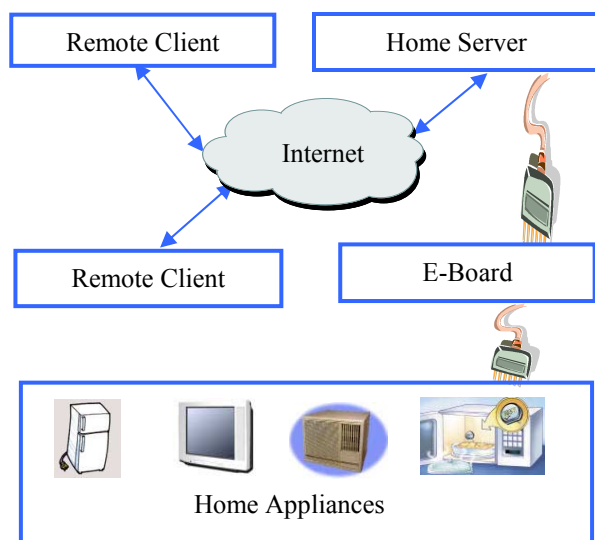 Remote Client
Home Server
Internet
Remote Client
E-Board
Home Appliances